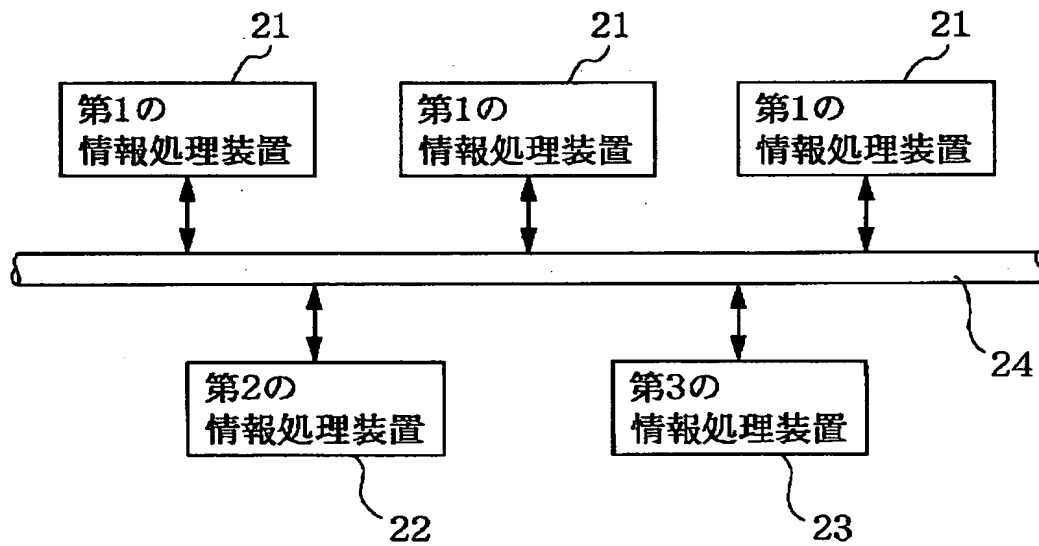 21
21
21
第1の
情報処理装置
第1の
情報処理装置
第1の
情報処理装置
24
第2の
情報処理装置
第3の
情報処理装置
22
23